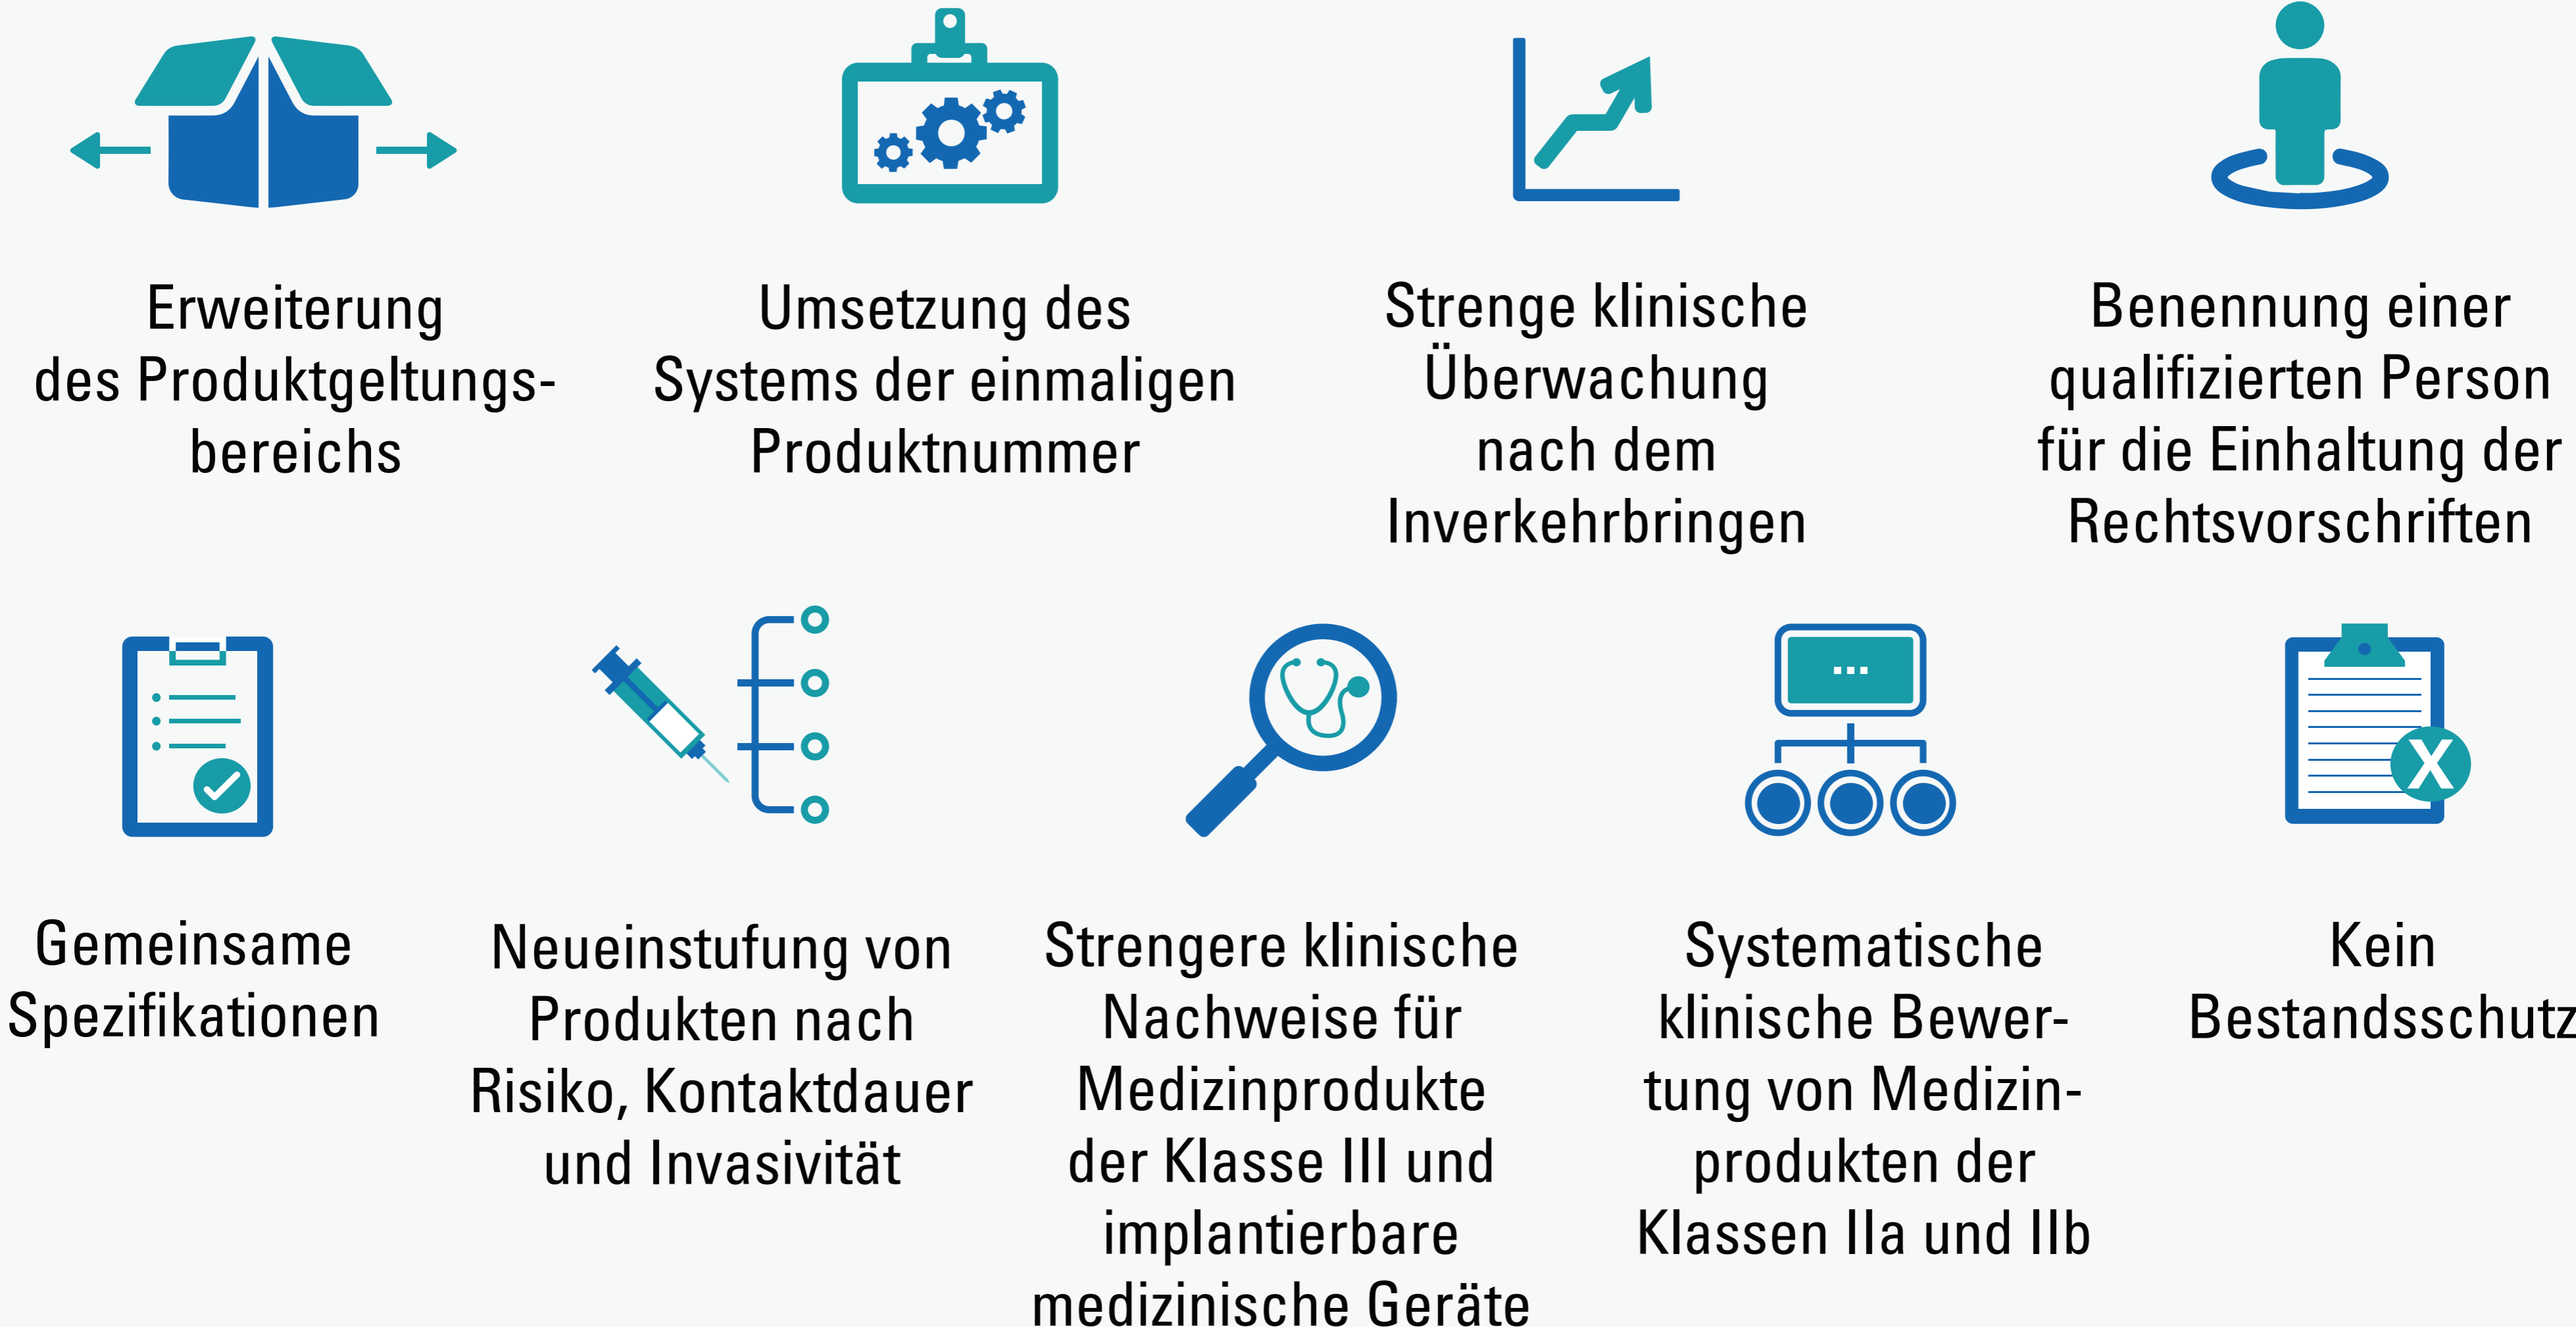 Erweiterung
des Produktgeltungs-
bereichs
Umsetzung des
Systems der einmaligen
Produktnummer
Strenge klinische
Überwachung
nach dem
Inverkehrbringen
Benennung einer
qualifizierten Person
für die Einhaltung der
Rechtsvorschriften
X
Gemeinsame
Spezifikationen
Neueinstufung von
Produkten nach
Risiko, Kontaktdauer
und Invasivität
Strengere klinische
Nachweise für
Medizinprodukte
der Klasse III und
implantierbare
medizinische Geräte
Systematische
klinische Bewer-
tung von Medizin-
produkten der
Klassen IIa und IIb
Kein
Bestandsschutz